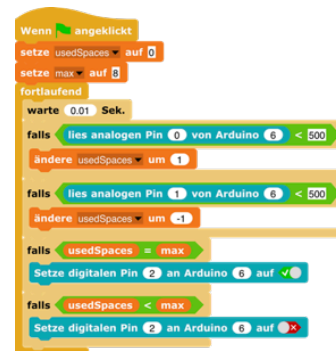 Wenn angeklickt
setze usedSpaces auf 0
setze max auf 8
fortlaufend
warte 0.01 Sek.
falls lies analogen Pin 0 von Arduino 6 < 500
ändere usedSpaces um 1
falls lies analogen Pin 1 von Arduino 6 < 500
ändere usedSpaces um -1
falls usedSpaces = max
Setze digitalen Pin 2 an Arduino 6 auf
falls usedSpaces < max
Setze digitalen Pin 2 an Arduino 6 auf